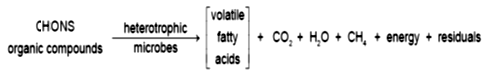 CHONS
organic compounds
heterotrophic
microbes
volatile
fatty
acids
+ CO₂ + H₂O + CH₄ + energy + residuals